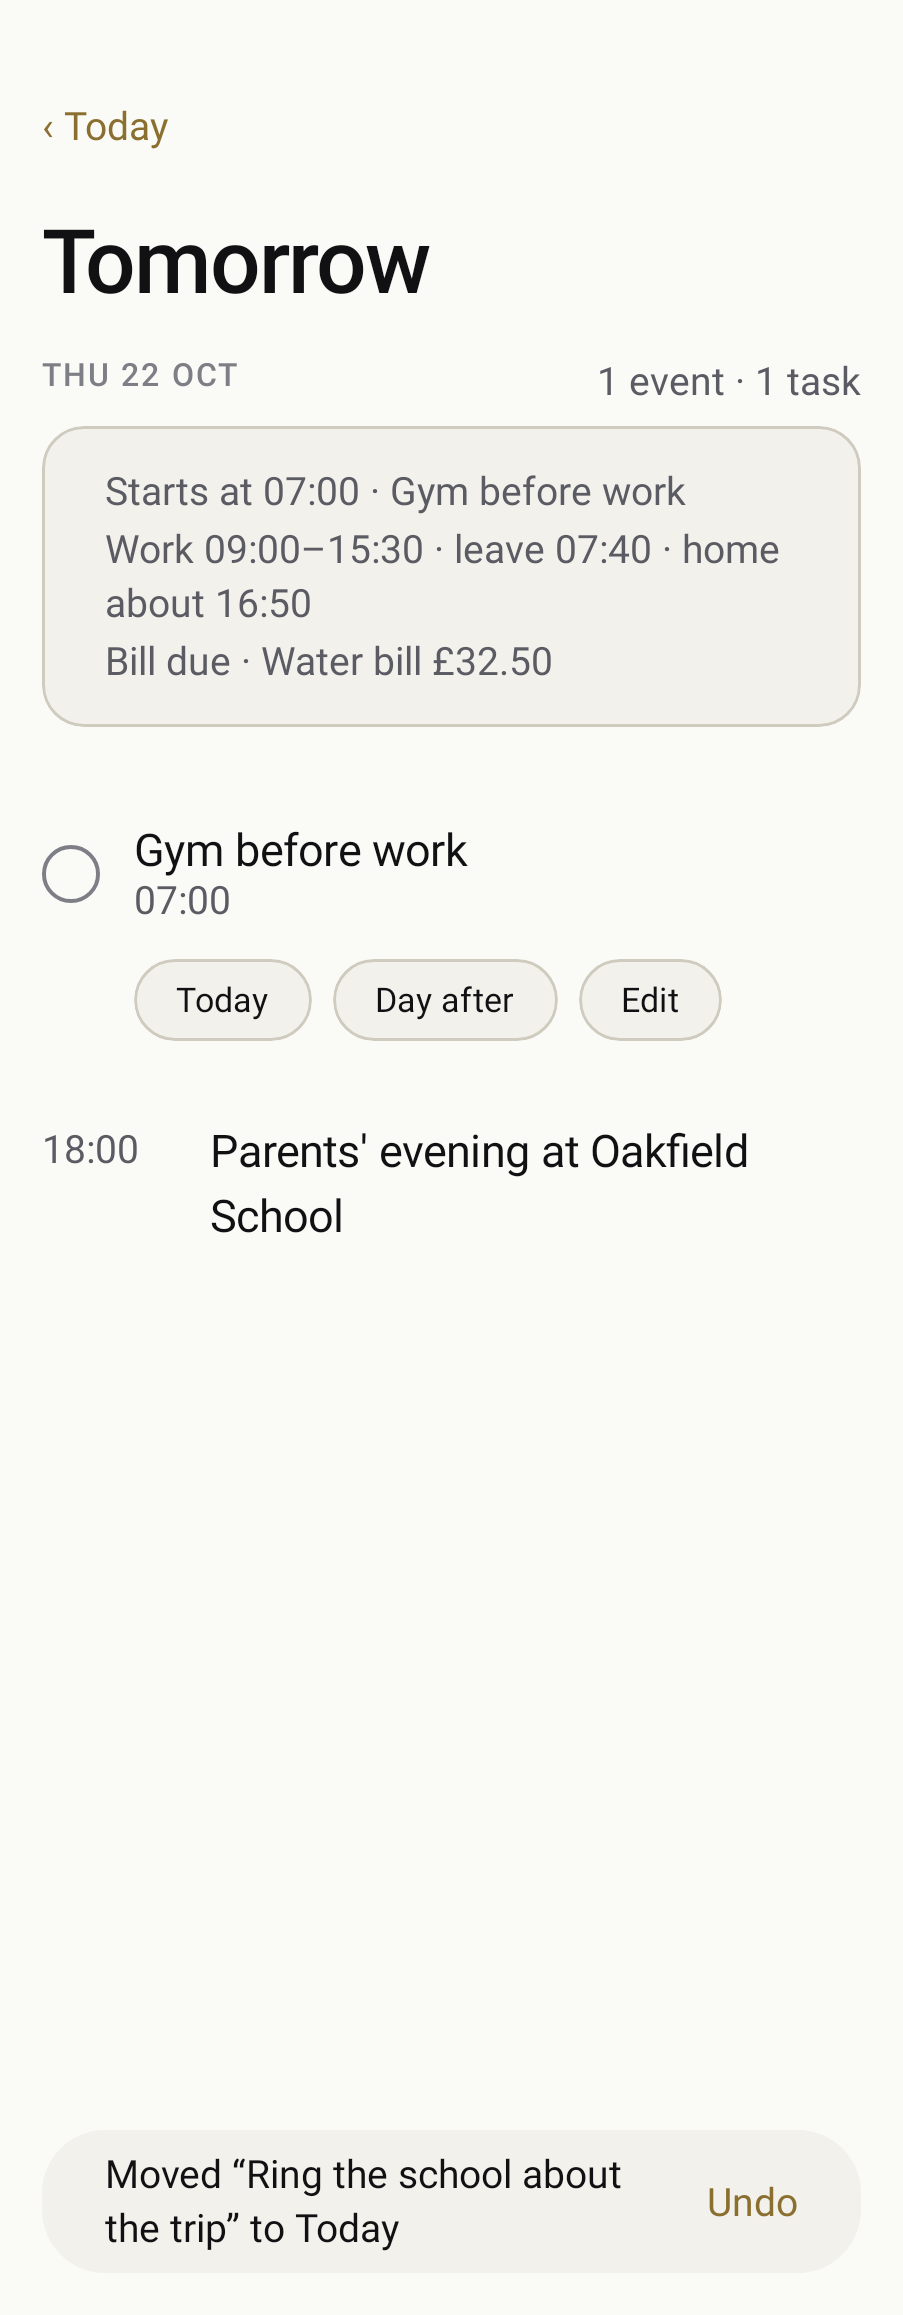 ‹ Today
Tomorrow
THU 22 OCT
1 event · 1 task
Starts at 07:00 · Gym before work
Work 09:00–15:30 · leave 07:40 · home
about 16:50
Bill due · Water bill £32.50
Gym before work
07:00
Today
Day after
Edit
18:00
Parents' evening at Oakfield
School
Moved “Ring the school about
the trip” to Today
Undo